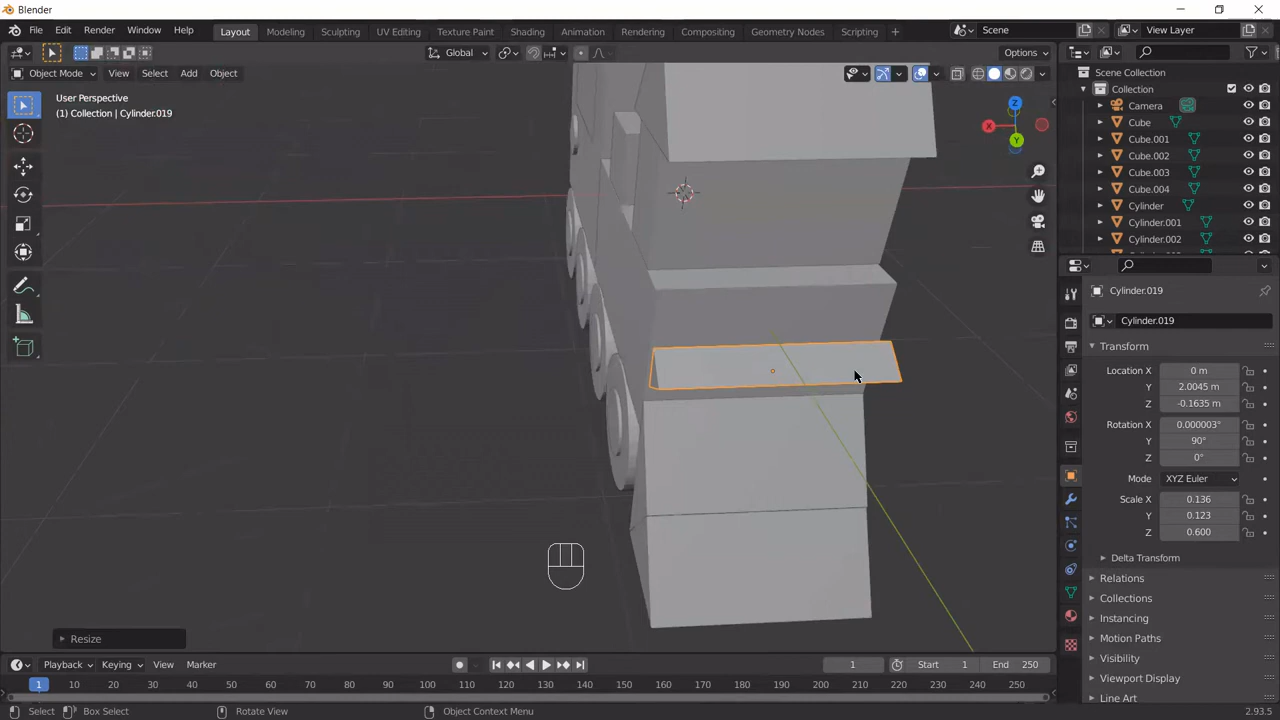 Blender
File Edit Render Window Help Layout Modeling Sculpting UV Editing Texture Paint Shading Animation Rendering Compositing Geometry Nodes Scripting + Scene View Layer
Global Options
Object Mode View Select Add Object
User Perspective
(1) Collection | Cylinder.019
Z
X
Y
Scene Collection
Collection
Camera
Cube
Cube.001
Cube.002
Cube.003
Cube.004
Cylinder
Cylinder.001
Cylinder.002
Cylinder.019
Cylinder.019
Transform
Location X 0 m
Y 2.0045 m
Z -0.1635 m
Rotation X 0.000003°
Y 90°
Z 0°
Mode XYZ Euler
Scale X 0.136
Y 0.123
Z 0.600
Delta Transform
Relations
Collections
Instancing
Motion Paths
Visibility
Viewport Display
Line Art
Resize
Playback Keying View Marker 1 Start 1 End 250
1 10 20 30 40 50 60 70 80 90 100 110 120 130 140 150 160 170 180 190 200 210 220 230 240 250
Select Box Select Rotate View Object Context Menu 2.93.5